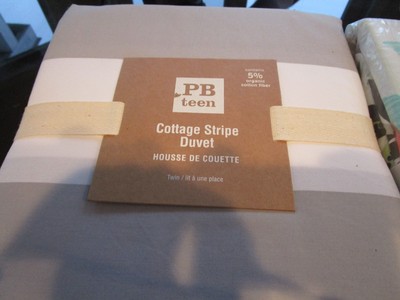 PB
teen
contains
5%
organic
cotton fiber
Cottage Stripe
Duvet
HOUSSE DE COUETTE
Twin / lit à une place